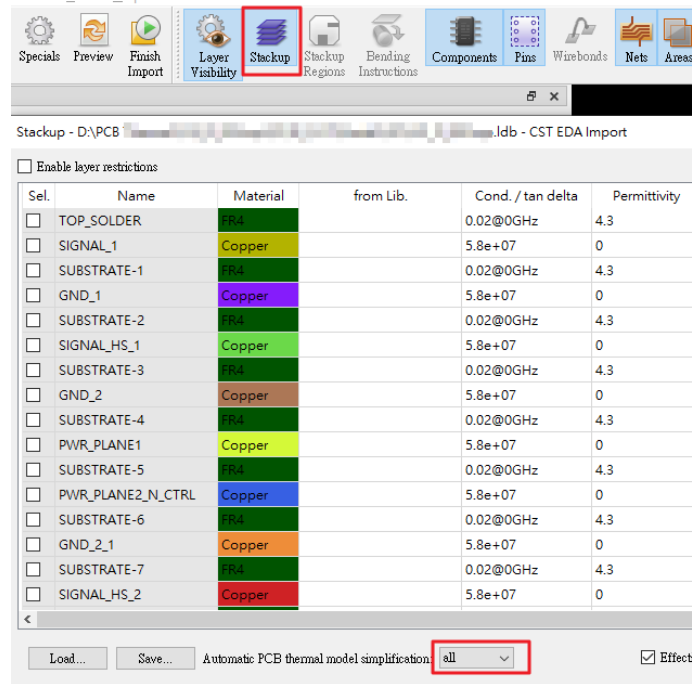 Specials Preview Finish Import Layer Visibility Stackup Stackup Regions Bending Instructions Components Pins Wirebonds Nets Areas
Stackup - D:\PCB .ldb - CST EDA Import
Enable layer restrictions
Sel. Name Material from Lib. Cond. / tan delta Permittivity
TOP_SOLDER FR4 0.02@0GHz 4.3
SIGNAL_1 Copper 5.8e+07 0
SUBSTRATE-1 FR4 0.02@0GHz 4.3
GND_1 Copper 5.8e+07 0
SUBSTRATE-2 FR4 0.02@0GHz 4.3
SIGNAL_HS_1 Copper 5.8e+07 0
SUBSTRATE-3 FR4 0.02@0GHz 4.3
GND_2 Copper 5.8e+07 0
SUBSTRATE-4 FR4 0.02@0GHz 4.3
PWR_PLANE1 Copper 5.8e+07 0
SUBSTRATE-5 FR4 0.02@0GHz 4.3
PWR_PLANE2_N_CTRL Copper 5.8e+07 0
SUBSTRATE-6 FR4 0.02@0GHz 4.3
GND_2_1 Copper 5.8e+07 0
SUBSTRATE-7 FR4 0.02@0GHz 4.3
SIGNAL_HS_2 Copper 5.8e+07 0
Load... Save... Automatic PCB thermal model simplification: all Effect